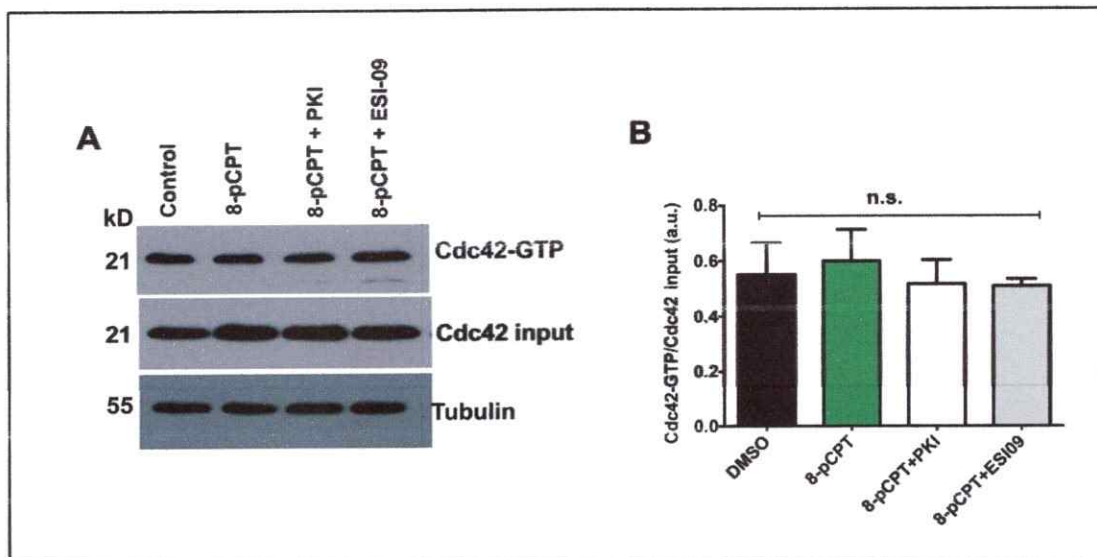 A
Control
8-pCPT
8-pCPT + PKI
8-pCPT + ESI-09
kD
21
Cdc42-GTP
21
Cdc42 input
55
Tubulin
B
n.s.
Cdc42-GTP/Cdc42 input (a.u.)
0.8
0.6
0.4
0.2
0.0
DMSO
8-pCPT
8-pCPT+PKI
8-pCPT+ESI09